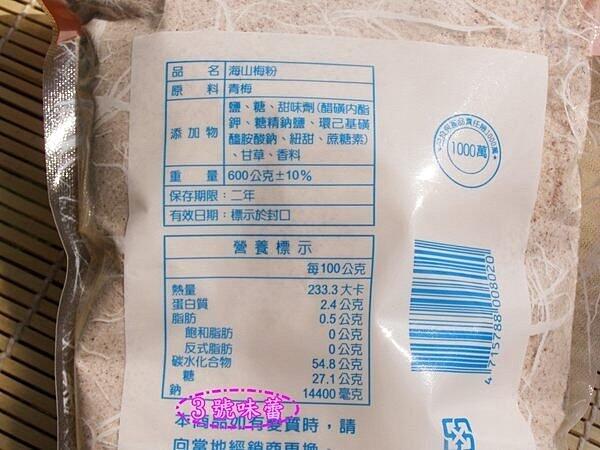 品名 海山梅粉
原料 青梅
添加物 鹽、糖、甜味劑(醋磺內酯
鉀、糖精鈉鹽、環己基磺
醯胺酸鈉、紐甜、蔗糖素)
、甘草、香料
重量 600公克±10%
保存期限：二年
有效日期：標示於封口
營養標示
每100公克
熱量 233.3大卡
蛋白質 2.4公克
脂肪 0.5公克
飽和脂肪 0公克
反式脂肪 0公克
碳水化合物 54.8公克
糖 27.1公克
鈉 14400毫克
3號味蕾
本商品如有變質時，請
向當地經銷商更換
1000萬
4 715788 008020